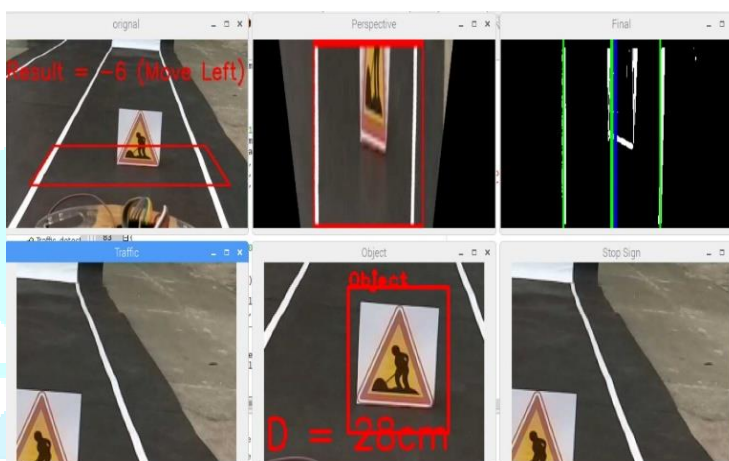 orignal
Perspective
Final
Result = -6 (Move Left)
Traffic
Object
Stop Sign
Object
D = 28cm